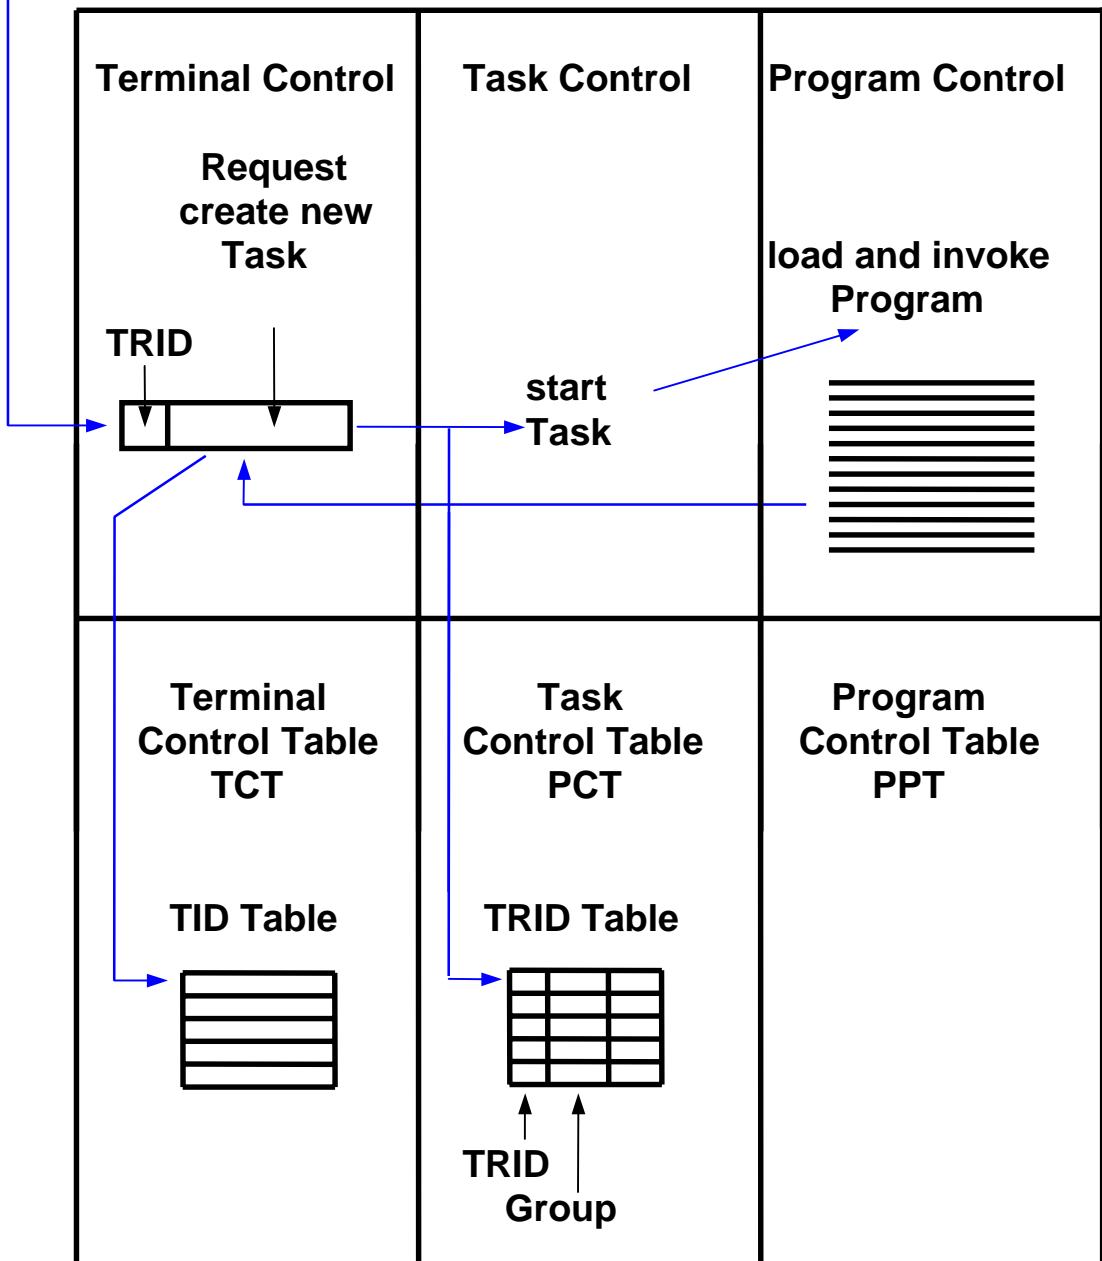 Terminal Control
Task Control
Program Control
Request
create new
Task
load and invoke
Program
TRID
start
Task
Terminal
Control Table
TCT
Task
Control Table
PCT
Program
Control Table
PPT
TID Table
TRID Table
TRID
Group